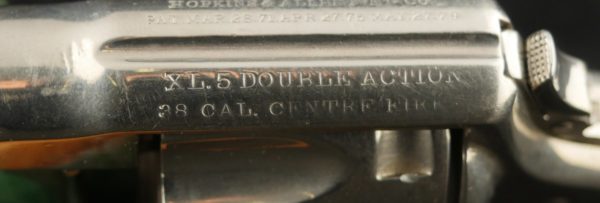 HOPKINS & ALLEN MFG. CO.
PAT. MAR. 28. 71. APR. 27. 75. MAY. 27. 79.
XL. 5 DOUBLE ACTION
38 CAL. CENTRE FIRE